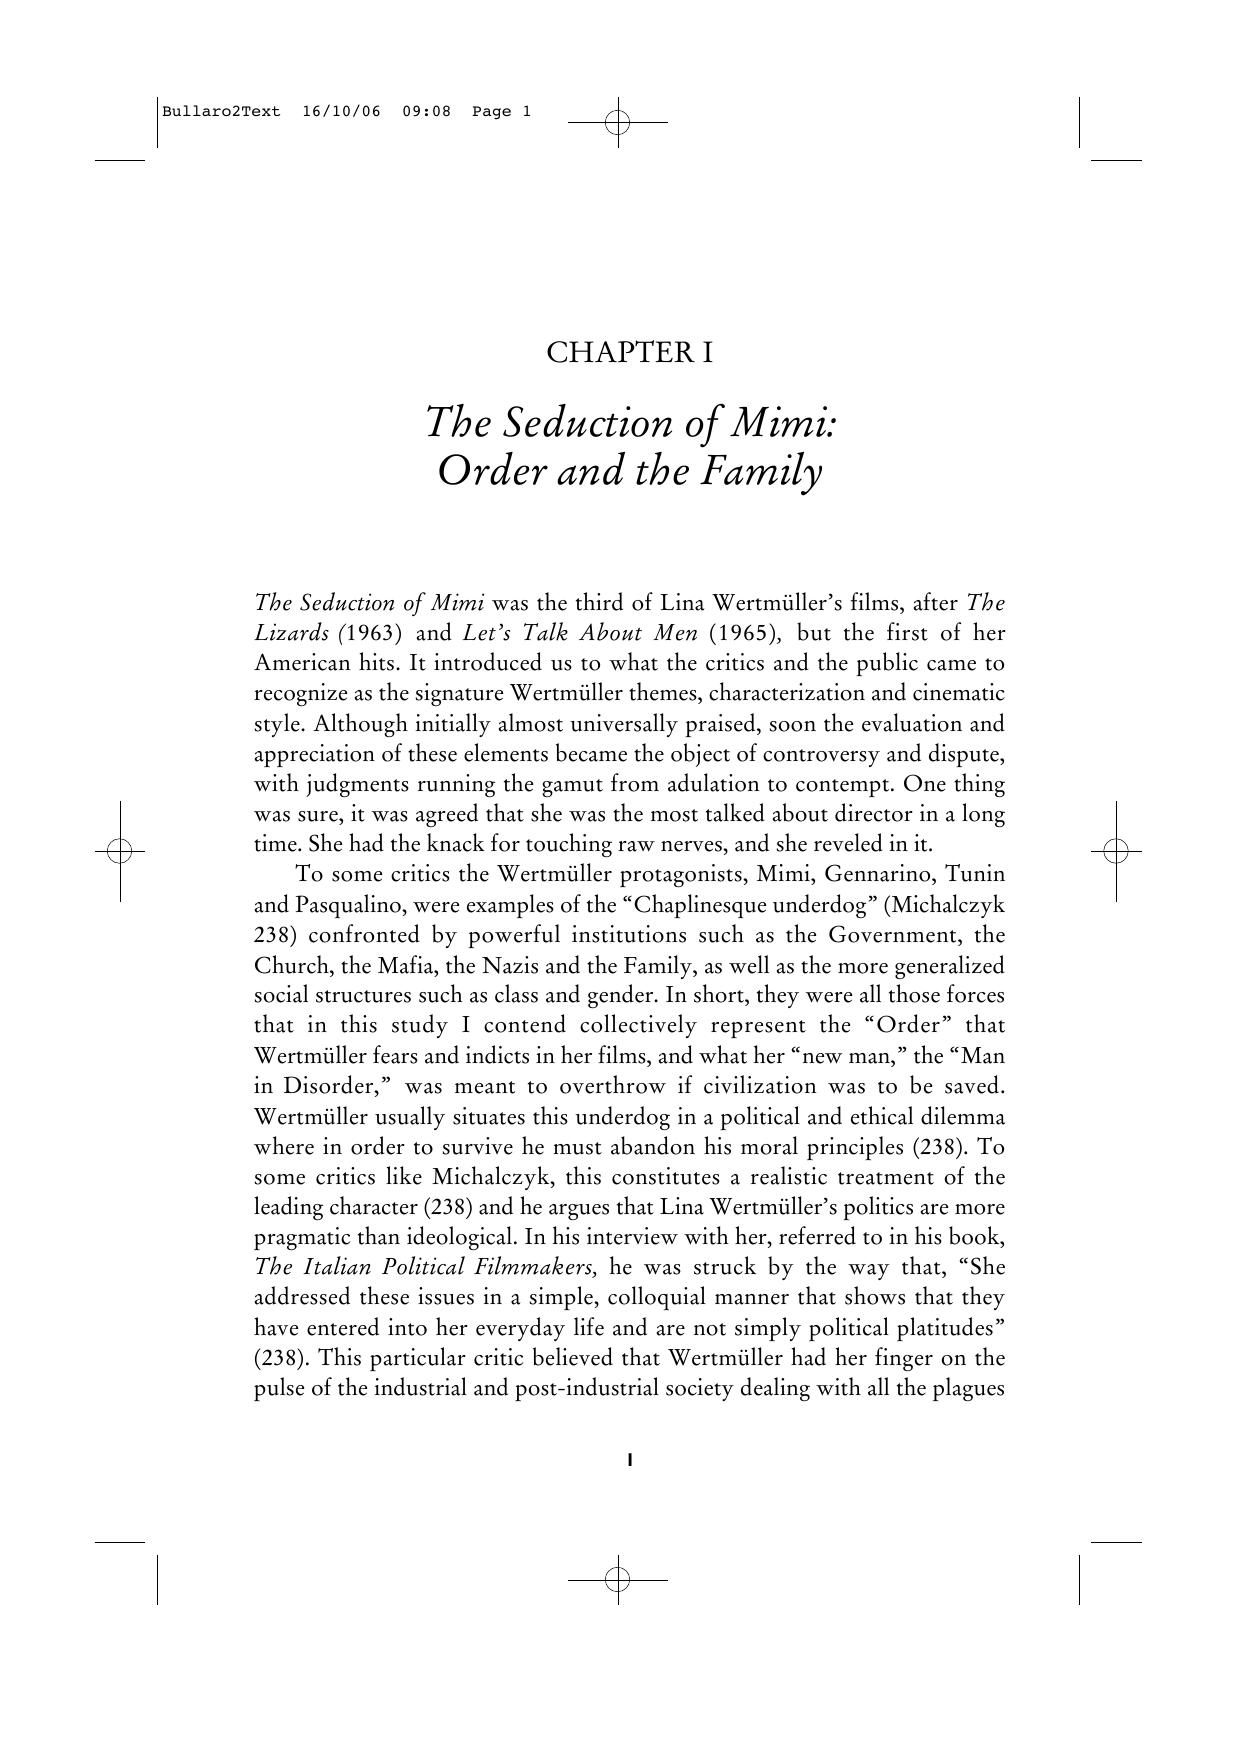 Bullaro2Text 16/10/06 09:08 Page 1
CHAPTER I
The Seduction of Mimi:
Order and the Family
The Seduction of Mimi was the third of Lina Wertmüller’s films, after The
Lizards (1963) and Let’s Talk About Men (1965), but the first of her
American hits. It introduced us to what the critics and the public came to
recognize as the signature Wertmüller themes, characterization and cinematic
style. Although initially almost universally praised, soon the evaluation and
appreciation of these elements became the object of controversy and dispute,
with judgments running the gamut from adulation to contempt. One thing
was sure, it was agreed that she was the most talked about director in a long
time. She had the knack for touching raw nerves, and she reveled in it.
To some critics the Wertmüller protagonists, Mimi, Gennarino, Tunin
and Pasqualino, were examples of the “Chaplinesque underdog” (Michalczyk
238) confronted by powerful institutions such as the Government, the
Church, the Mafia, the Nazis and the Family, as well as the more generalized
social structures such as class and gender. In short, they were all those forces
that in this study I contend collectively represent the “Order” that
Wertmüller fears and indicts in her films, and what her “new man,” the “Man
in Disorder,” was meant to overthrow if civilization was to be saved.
Wertmüller usually situates this underdog in a political and ethical dilemma
where in order to survive he must abandon his moral principles (238). To
some critics like Michalczyk, this constitutes a realistic treatment of the
leading character (238) and he argues that Lina Wertmüller’s politics are more
pragmatic than ideological. In his interview with her, referred to in his book,
The Italian Political Filmmakers, he was struck by the way that, “She
addressed these issues in a simple, colloquial manner that shows that they
have entered into her everyday life and are not simply political platitudes”
(238). This particular critic believed that Wertmüller had her finger on the
pulse of the industrial and post-industrial society dealing with all the plagues
1